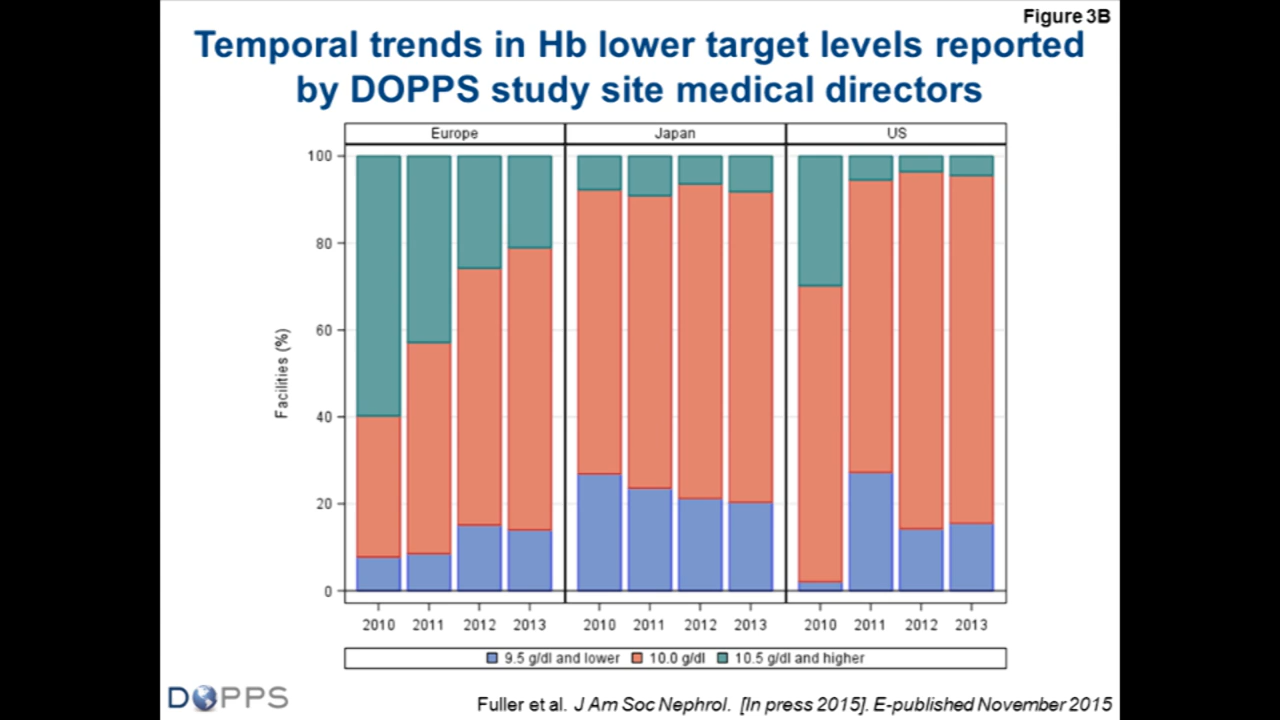 Figure 3B
Temporal trends in Hb lower target levels reported
by DOPPS study site medical directors
Europe Japan US
100
80
60
40
20
0
Facilities (%)
2010 2011 2012 2013 2010 2011 2012 2013 2010 2011 2012 2013
9.5 g/dl and lower 10.0 g/dl 10.5 g/dl and higher
DOPPS
Fuller et al. J Am Soc Nephrol. [In press 2015]. E-published November 2015